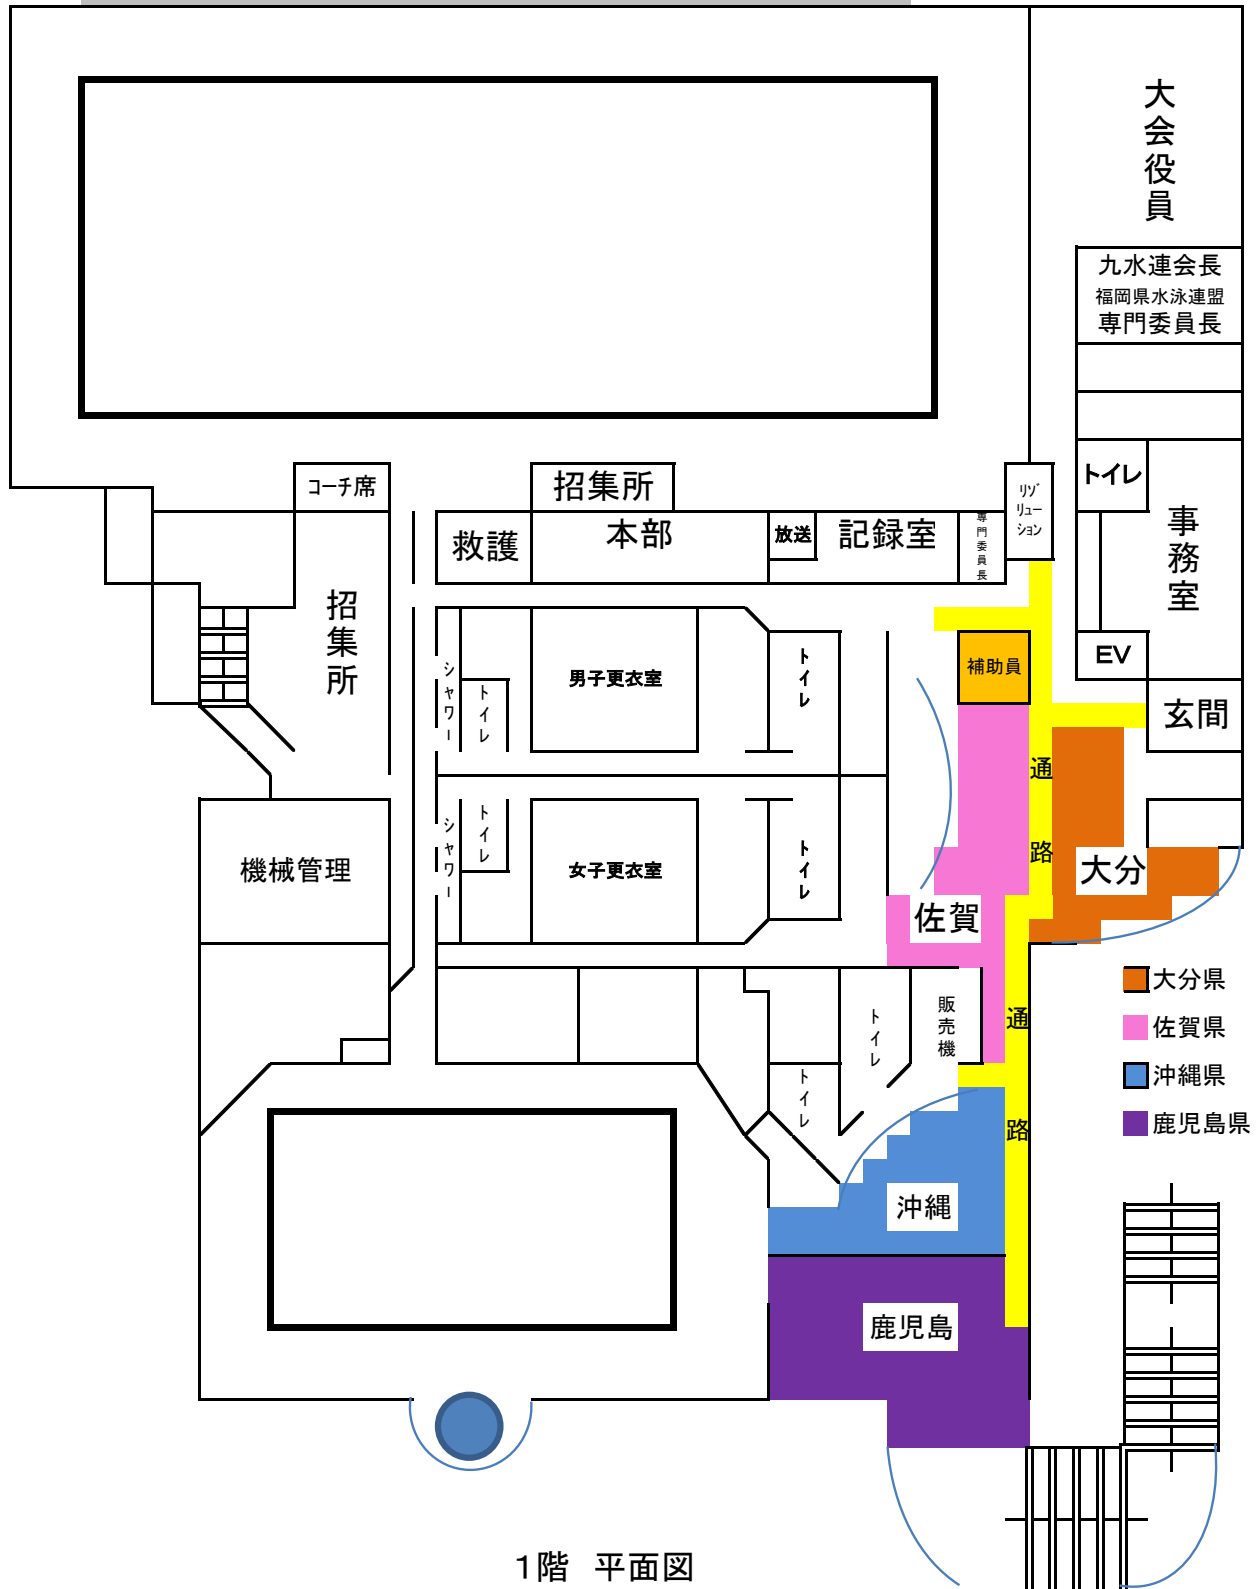 大会役員
九水連会長
福岡県水泳連盟
専門委員長
コーチ席
招集所
リゾリューション
トイレ
救護
本部
放送
記録室
専門委員長
事務室
招集所
シャワー
トイレ
男子更衣室
トイレ
補助員
EV
玄間
通路
機械管理
シャワー
トイレ
女子更衣室
トイレ
大分
佐賀
大分県
佐賀県
沖縄県
鹿児島県
販売機
トイレ
トイレ
通路
沖縄
鹿児島
1階 平面図